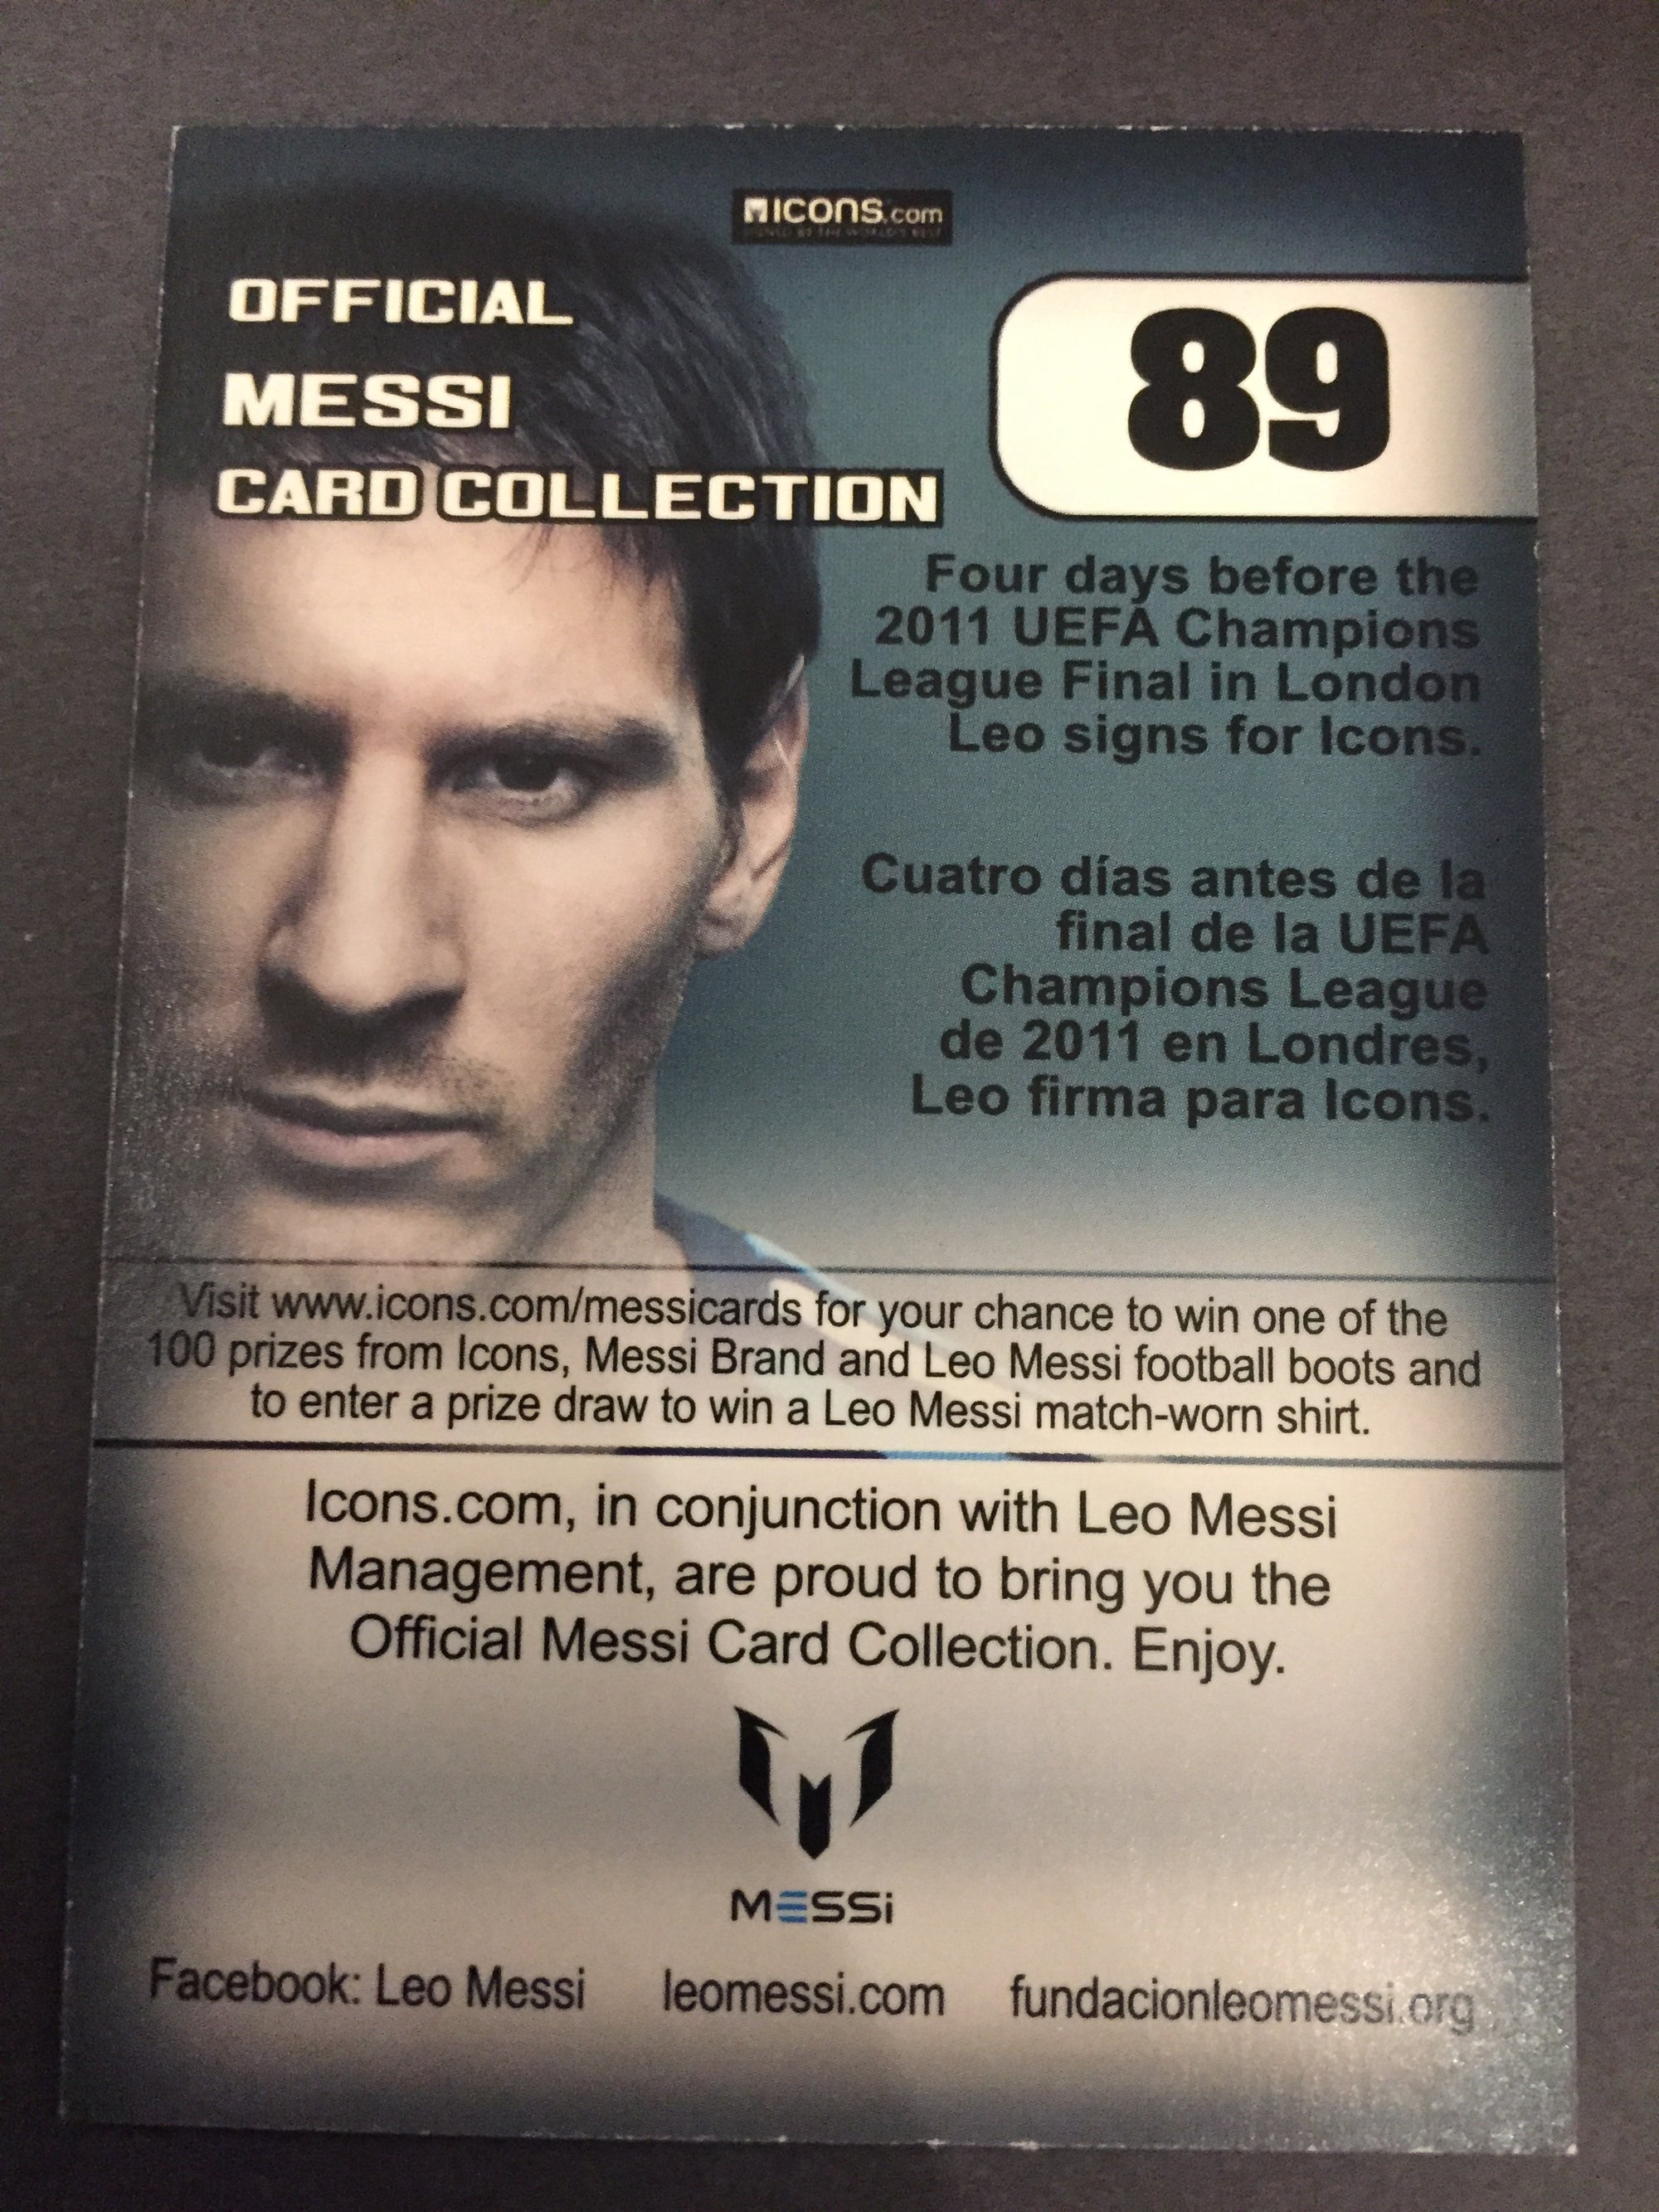 ICONS.com
SIGNED BY THE WORLD'S BEST
OFFICIAL
MESSI
CARD COLLECTION
89
Four days before the
2011 UEFA Champions
League Final in London
Leo signs for Icons.
Cuatro días antes de la
final de la UEFA
Champions League
de 2011 en Londres,
Leo firma para Icons.
Visit www.icons.com/messicards for your chance to win one of the
100 prizes from Icons, Messi Brand and Leo Messi football boots and
to enter a prize draw to win a Leo Messi match-worn shirt.
Icons.com, in conjunction with Leo Messi
Management, are proud to bring you the
Official Messi Card Collection. Enjoy.
MESSi
Facebook: Leo Messi leomessi.com fundacionleomessi.org